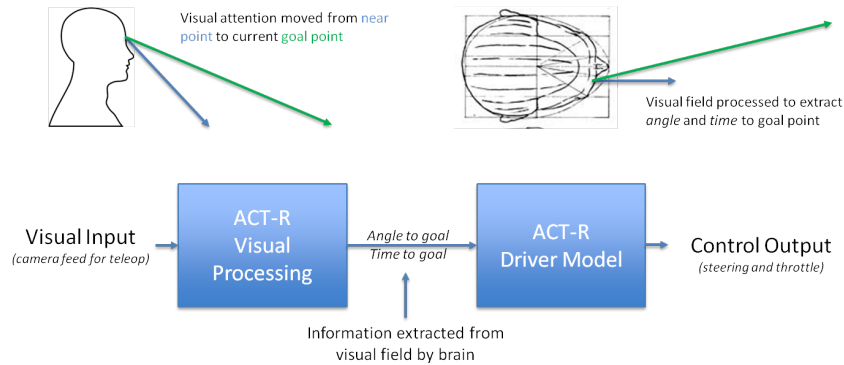 Visual attention moved from near
point to current goal point
Visual field processed to extract
angle and time to goal point
Visual Input
(camera feed for teleop)
ACT-R
Visual
Processing
Angle to goal
Time to goal
ACT-R
Driver Model
Control Output
(steering and throttle)
Information extracted from
visual field by brain